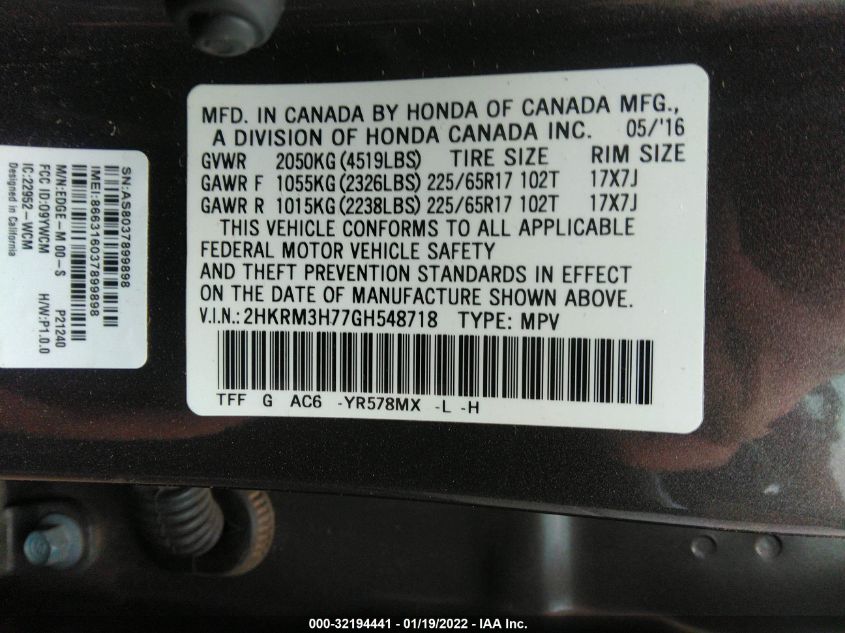 MFD. IN CANADA BY HONDA OF CANADA MFG.,
A DIVISION OF HONDA CANADA INC. 05/'16
GVWR 2050KG(4519LBS) TIRE SIZE RIM SIZE
GAWR F 1055KG(2326LBS) 225/65R17 102T 17X7J
GAWR R 1015KG(2238LBS) 225/65R17 102T 17X7J
THIS VEHICLE CONFORMS TO ALL APPLICABLE
FEDERAL MOTOR VEHICLE SAFETY
AND THEFT PREVENTION STANDARDS IN EFFECT
ON THE DATE OF MANUFACTURE SHOWN ABOVE.
V.I.N.: 2HKRM3H77GH548718 TYPE: MPV
TFF G AC6 -YR578MX -L -H
SN:AS8037899898
IMEI:866316037899898
M/N:EDGE-M 00-S P21240
FCC ID:O9YWCM H/W:P1.0.0
IC:22952-WCM
Designed in California
000-32194441 - 01/19/2022 - IAA Inc.